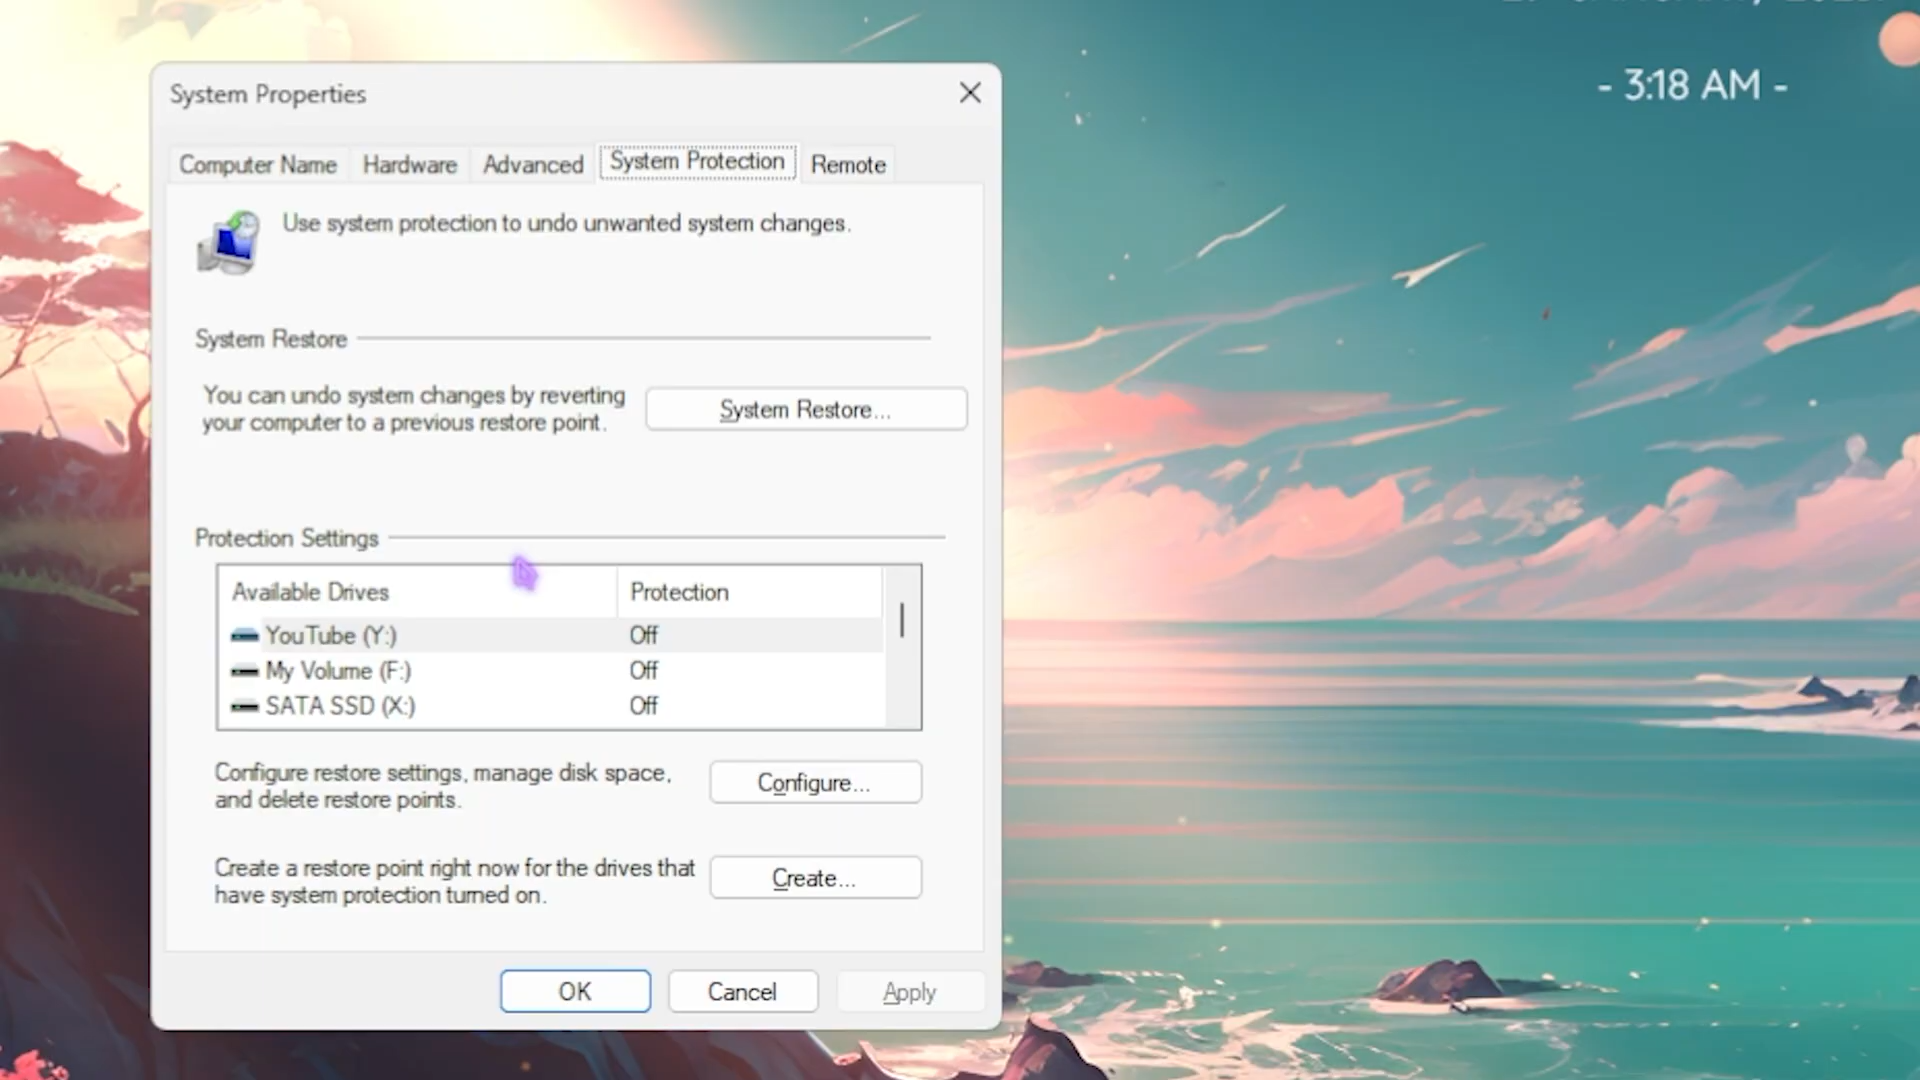 - 3:18 AM -
System Properties
Computer Name Hardware Advanced System Protection Remote
Use system protection to undo unwanted system changes.
System Restore
You can undo system changes by reverting
your computer to a previous restore point.
System Restore...
Protection Settings
Available Drives Protection
YouTube (Y:) Off
My Volume (F:) Off
SATA SSD (X:) Off
Configure restore settings, manage disk space,
and delete restore points.
Configure...
Create a restore point right now for the drives that
have system protection turned on.
Create...
OK Cancel Apply